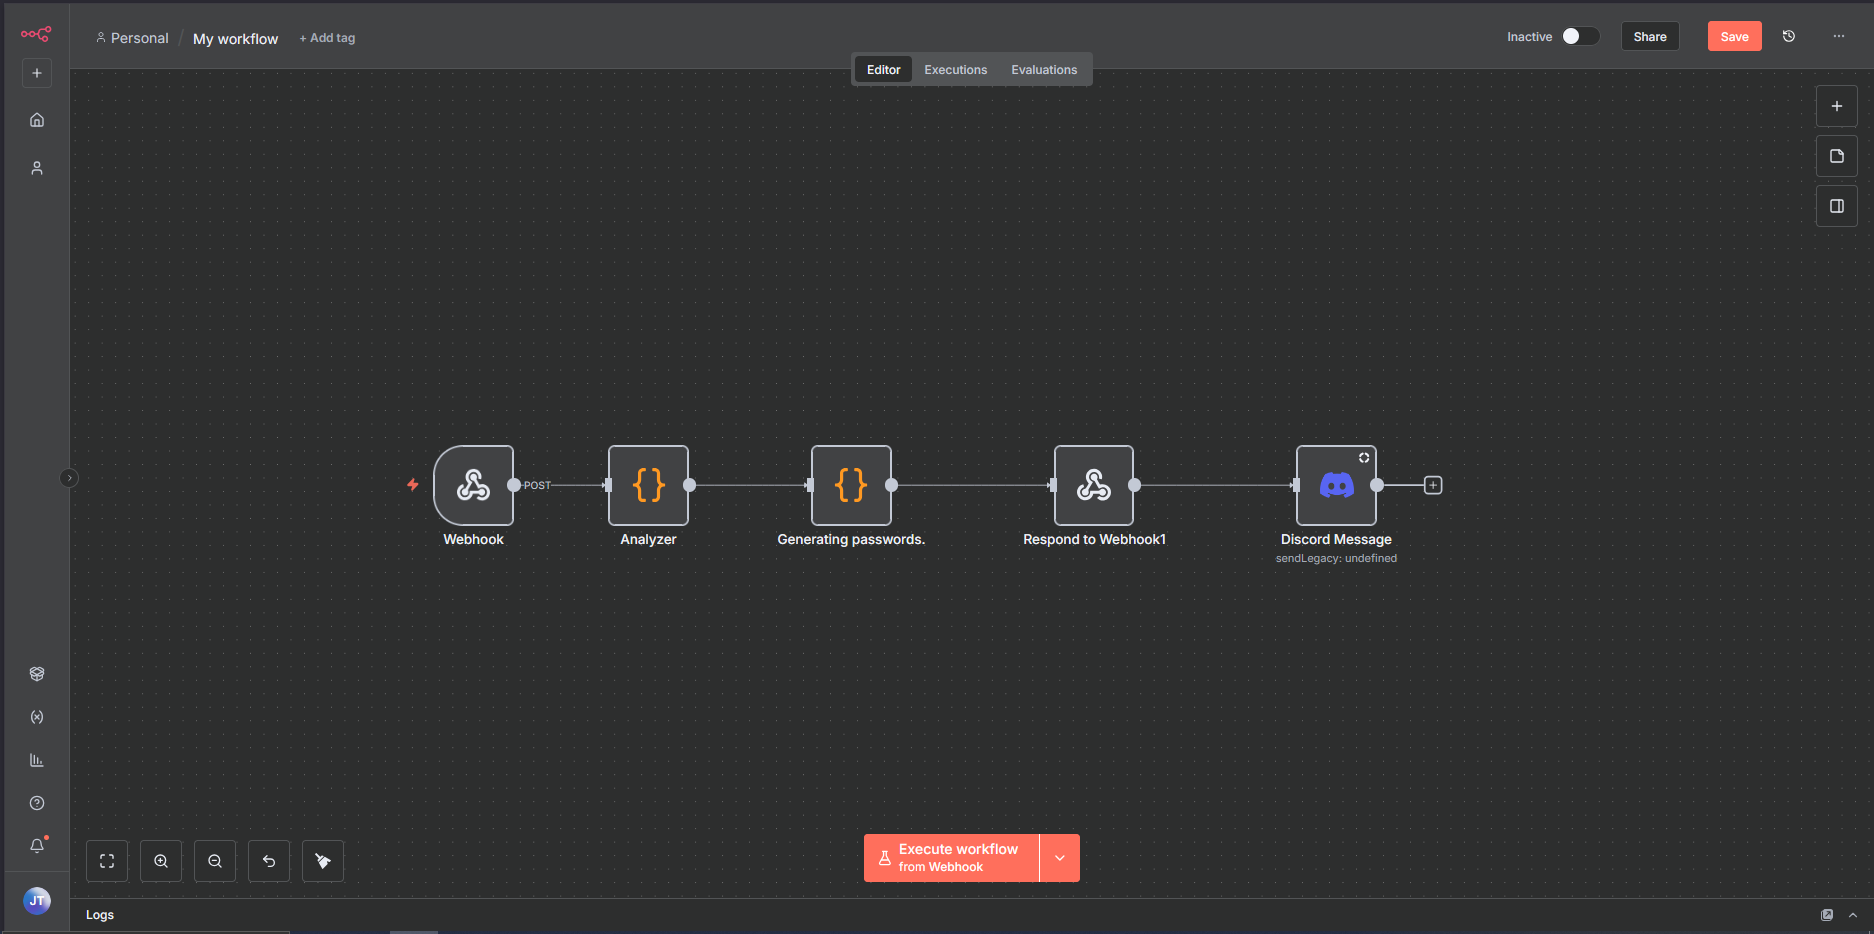 Personal / My workflow + Add tag
Inactive
Share
Save
Editor
Executions
Evaluations
POST
Webhook
Analyzer
Generating passwords.
Respond to Webhook1
Discord Message
sendLegacy: undefined
Execute workflow
from Webhook
JT
Logs